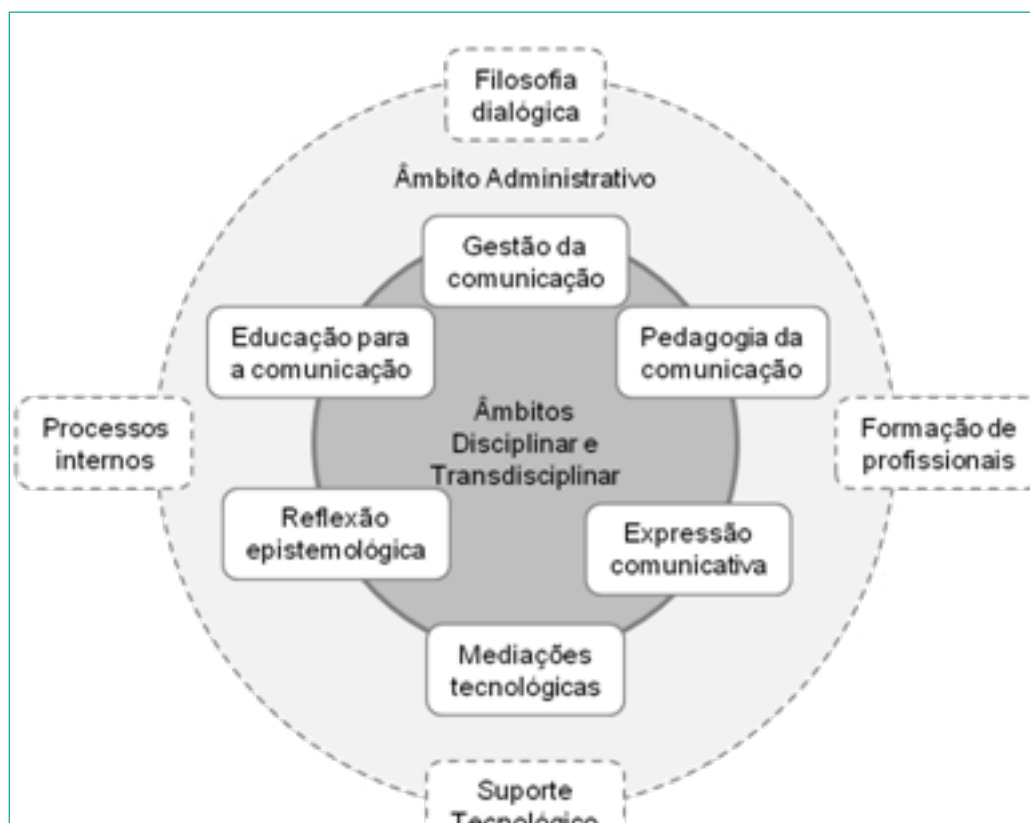 Filosofia
dialógica
Âmbito Administrativo
Gestão da
comunicação
Educação para
a comunicação
Pedagogia da
comunicação
Processos
internos
Âmbitos
Disciplinar e
Transdisciplinar
Formação de
profissionais
Reflexão
epistemológica
Expressão
comunicativa
Mediações
tecnológicas
Suporte
Tecnológico